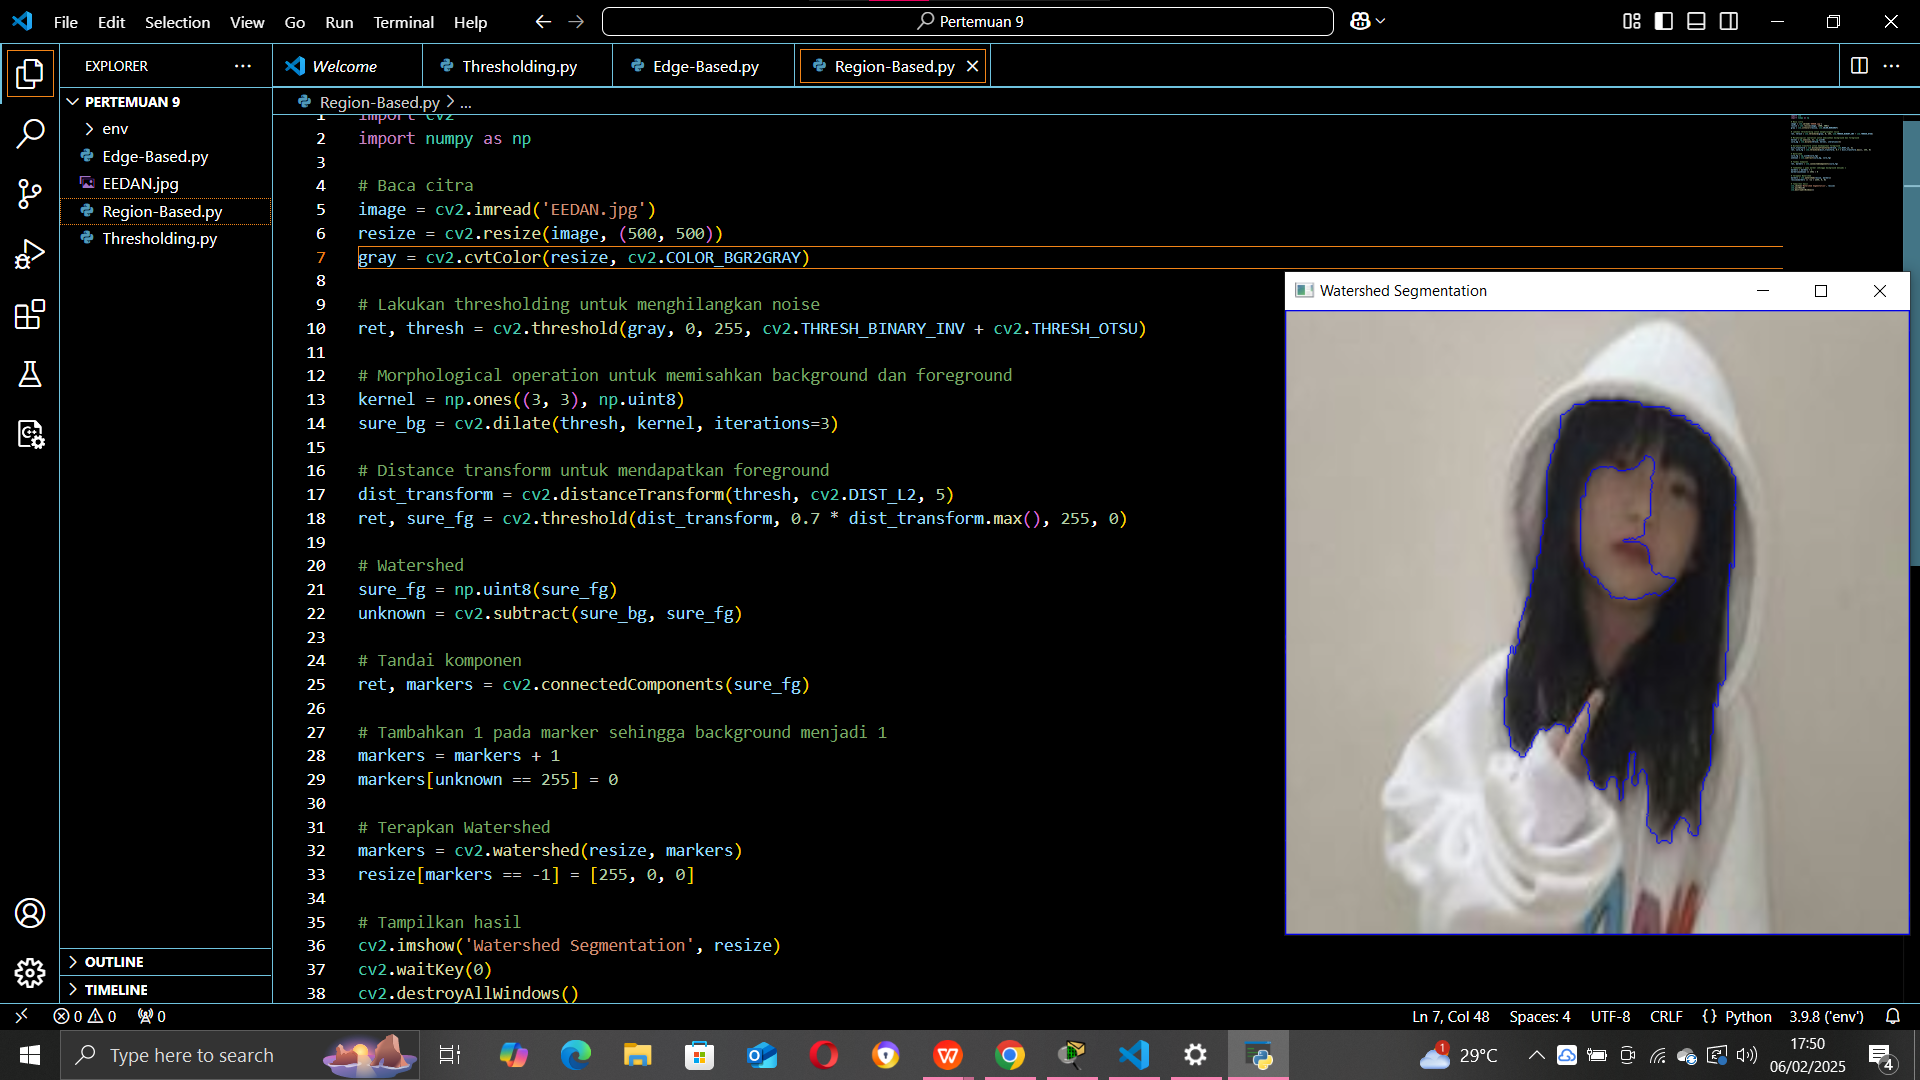 File Edit Selection View Go Run Terminal Help
Pertemuan 9
EXPLORER
Welcome
Thresholding.py
Edge-Based.py
Region-Based.py
PERTEMUAN 9
env
Edge-Based.py
EEDAN.jpg
Region-Based.py
Thresholding.py
OUTLINE
TIMELINE
Region-Based.py > ...
1 import cv2
2 import numpy as np
3
4 # Baca citra
5 image = cv2.imread('EEDAN.jpg')
6 resize = cv2.resize(image, (500, 500))
7 gray = cv2.cvtColor(resize, cv2.COLOR_BGR2GRAY)
8
9 # Lakukan thresholding untuk menghilangkan noise
10 ret, thresh = cv2.threshold(gray, 0, 255, cv2.THRESH_BINARY_INV + cv2.THRESH_OTSU)
11
12 # Morphological operation untuk memisahkan background dan foreground
13 kernel = np.ones((3, 3), np.uint8)
14 sure_bg = cv2.dilate(thresh, kernel, iterations=3)
15
16 # Distance transform untuk mendapatkan foreground
17 dist_transform = cv2.distanceTransform(thresh, cv2.DIST_L2, 5)
18 ret, sure_fg = cv2.threshold(dist_transform, 0.7 * dist_transform.max(), 255, 0)
19
20 # Watershed
21 sure_fg = np.uint8(sure_fg)
22 unknown = cv2.subtract(sure_bg, sure_fg)
23
24 # Tandai komponen
25 ret, markers = cv2.connectedComponents(sure_fg)
26
27 # Tambahkan 1 pada marker sehingga background menjadi 1
28 markers = markers + 1
29 markers[unknown == 255] = 0
30
31 # Terapkan Watershed
32 markers = cv2.watershed(resize, markers)
33 resize[markers == -1] = [255, 0, 0]
34
35 # Tampilkan hasil
36 cv2.imshow('Watershed Segmentation', resize)
37 cv2.waitKey(0)
38 cv2.destroyAllWindows()
Watershed Segmentation
0 0 0
Ln 7, Col 48 Spaces: 4 UTF-8 CRLF {} Python 3.9.8 ('env')
Type here to search
1
29°C
17:50
06/02/2025
4